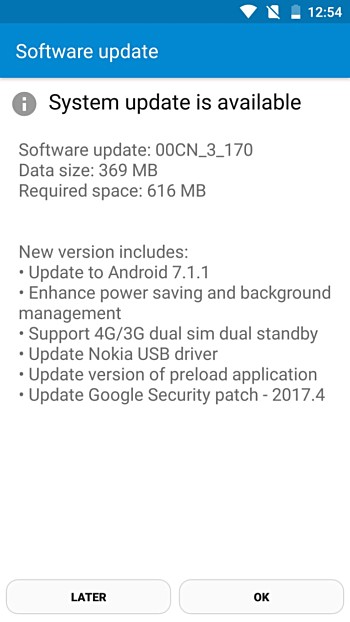 12:54
Software update
System update is available
Software update: 00CN_3_170
Data size: 369 MB
Required space: 616 MB
New version includes:
• Update to Android 7.1.1
• Enhance power saving and background
management
• Support 4G/3G dual sim dual standby
• Update Nokia USB driver
• Update version of preload application
• Update Google Security patch - 2017.4
LATER
OK